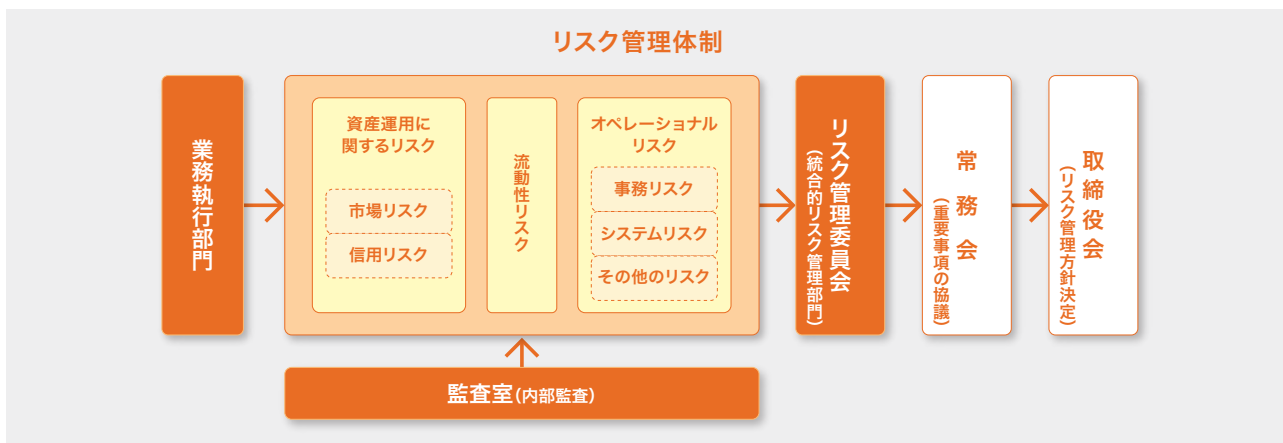 リスク管理体制
業務執行部門
資産運用に
関するリスク
市場リスク
信用リスク
流動性リスク
オペレーショナル
リスク
事務リスク
システムリスク
その他のリスク
リスク管理委員会
(統合的リスク管理部門)
常務会
(重要事項の協議)
取締役会
(リスク管理方針決定)
監査室(内部監査)